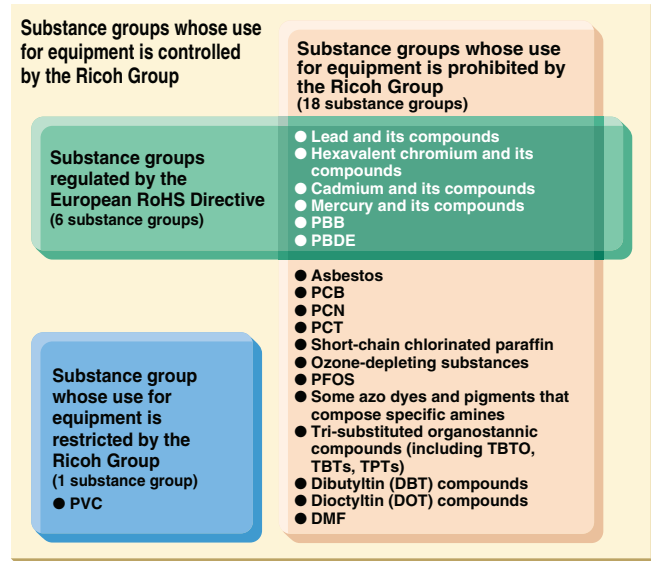 Substance groups whose use
for equipment is controlled
by the Ricoh Group
Substance groups whose use
for equipment is prohibited by
the Ricoh Group
(18 substance groups)
Substance groups
regulated by the
European RoHS Directive
(6 substance groups)
● Lead and its compounds
● Hexavalent chromium and its
compounds
● Cadmium and its compounds
● Mercury and its compounds
● PBB
● PBDE
● Asbestos
● PCB
● PCN
● PCT
● Short-chain chlorinated paraffin
● Ozone-depleting substances
● PFOS
● Some azo dyes and pigments that
compose specific amines
● Tri-substituted organostannic
compounds (including TBTO,
TBTs, TPTs)
● Dibutyltin (DBT) compounds
● Dioctyltin (DOT) compounds
● DMF
Substance group
whose use for
equipment is
restricted by the
Ricoh Group
(1 substance group)
● PVC